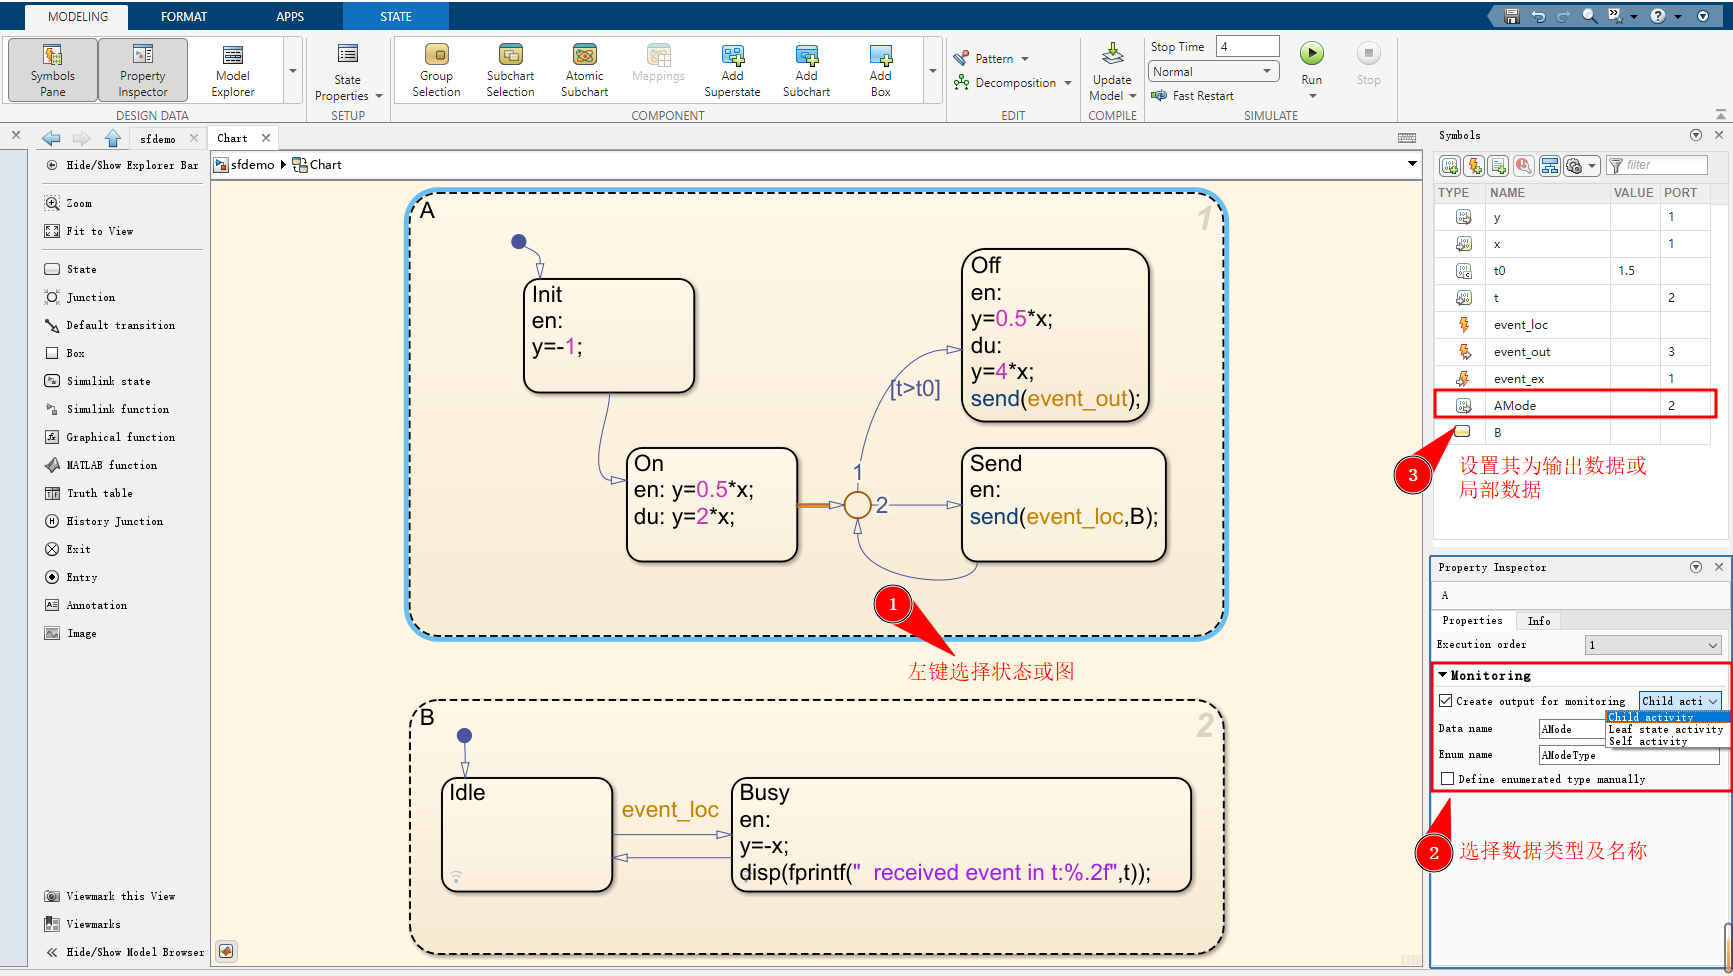 MODELING
FORMAT
APPS
STATE
Symbols
Pane
Property
Inspector
Model
Explorer
DESIGN DATA
State
Properties
SETUP
Group
Selection
Subchart
Selection
Atomic
Subchart
Mappings
Add
Superstate
Add
Subchart
Add
Box
COMPONENT
Pattern
Decomposition
EDIT
Update
Model
COMPILE
Stop Time 4
Normal
Fast Restart
Run
Stop
SIMULATE
sfdemo
Chart
sfdemo Chart
Hide/Show Explorer Bar
Zoom
Fit to View
State
Junction
Default transition
Box
Simulink state
Simulink function
Graphical function
MATLAB function
Truth table
History Junction
Exit
Entry
Annotation
Image
Viewmark this View
Viewmarks
Hide/Show Model Browser
A
1
Init
en:
y=-1;
Off
en:
y=0.5*x;
du:
y=4*x;
send(event_out);
[t>t0]
On
en: y=0.5*x;
du: y=2*x;
1
2
Send
en:
send(event_loc,B);
1
左键选择状态或图
B
2
Idle
event_loc
Busy
en:
y=-x;
disp(fprintf("  received event in t:%.2f",t));
Symbols
filter
TYPE NAME VALUE PORT
y 1
x 1
t0 1.5
t 2
event_loc
event_out 3
event_ex 1
AMode 2
B
3
设置其为输出数据或
局部数据
Property Inspector
A
Properties Info
Execution order 1
Monitoring
Create output for monitoring Child acti
Child activity
Leaf state activity
Self activity
Data name AMode
Enum name AModeType
Define enumerated type manually
2
选择数据类型及名称